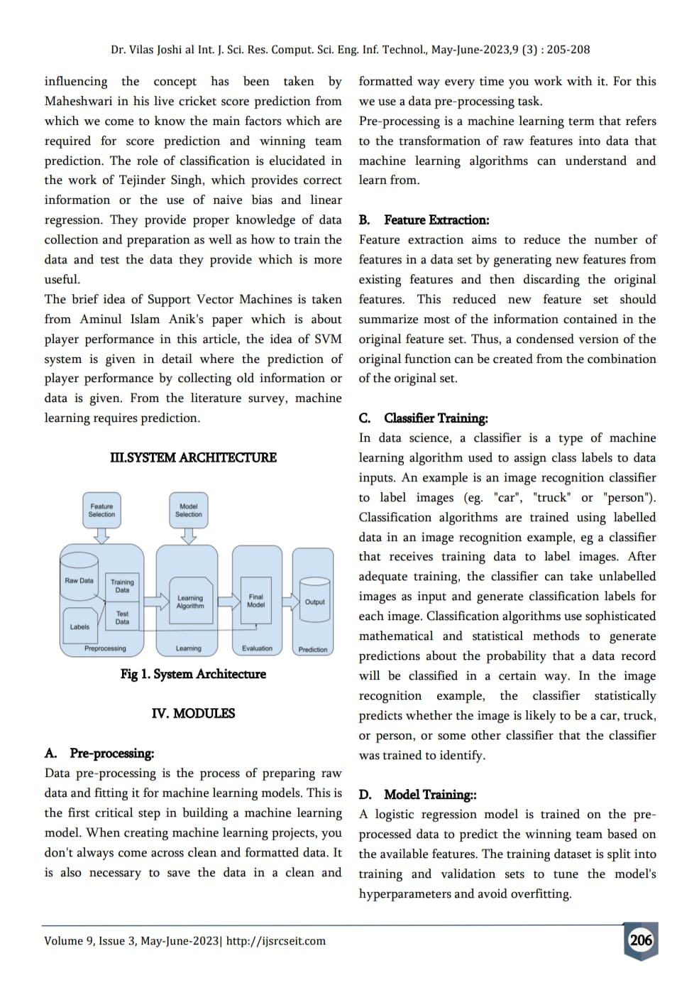 Dr. Vilas Joshi al Int. J. Sci. Res. Comput. Sci. Eng. Inf. Technol., May-June-2023,9 (3) : 205-208
influencing the concept has been taken by
Maheshwari in his live cricket score prediction from
which we come to know the main factors which are
required for score prediction and winning team
prediction. The role of classification is elucidated in
the work of Tejinder Singh, which provides correct
information or the use of naive bias and linear
regression. They provide proper knowledge of data
collection and preparation as well as how to train the
data and test the data they provide which is more
useful.
The brief idea of Support Vector Machines is taken
from Aminul Islam Anik's paper which is about
player performance in this article, the idea of SVM
system is given in detail where the prediction of
player performance by collecting old information or
data is given. From the literature survey, machine
learning requires prediction.
III.SYSTEM ARCHITECTURE
Feature
Selection
Model
Selection
Raw Data
Training
Data
Test
Data
Labels
Preprocessing
Learning
Algorithm
Learning
Final
Model
Evaluation
Output
Prediction
Fig 1. System Architecture
IV. MODULES
A. Pre-processing:
Data pre-processing is the process of preparing raw
data and fitting it for machine learning models. This is
the first critical step in building a machine learning
model. When creating machine learning projects, you
don't always come across clean and formatted data. It
is also necessary to save the data in a clean and
formatted way every time you work with it. For this
we use a data pre-processing task.
Pre-processing is a machine learning term that refers
to the transformation of raw features into data that
machine learning algorithms can understand and
learn from.
B. Feature Extraction:
Feature extraction aims to reduce the number of
features in a data set by generating new features from
existing features and then discarding the original
features. This reduced new feature set should
summarize most of the information contained in the
original feature set. Thus, a condensed version of the
original function can be created from the combination
of the original set.
C. Classifier Training:
In data science, a classifier is a type of machine
learning algorithm used to assign class labels to data
inputs. An example is an image recognition classifier
to label images (eg. "car", "truck" or "person").
Classification algorithms are trained using labelled
data in an image recognition example, eg a classifier
that receives training data to label images. After
adequate training, the classifier can take unlabelled
images as input and generate classification labels for
each image. Classification algorithms use sophisticated
mathematical and statistical methods to generate
predictions about the probability that a data record
will be classified in a certain way. In the image
recognition example, the classifier statistically
predicts whether the image is likely to be a car, truck,
or person, or some other classifier that the classifier
was trained to identify.
D. Model Training::
A logistic regression model is trained on the pre-
processed data to predict the winning team based on
the available features. The training dataset is split into
training and validation sets to tune the model's
hyperparameters and avoid overfitting.
Volume 9, Issue 3, May-June-2023| http://ijsrcseit.com
206